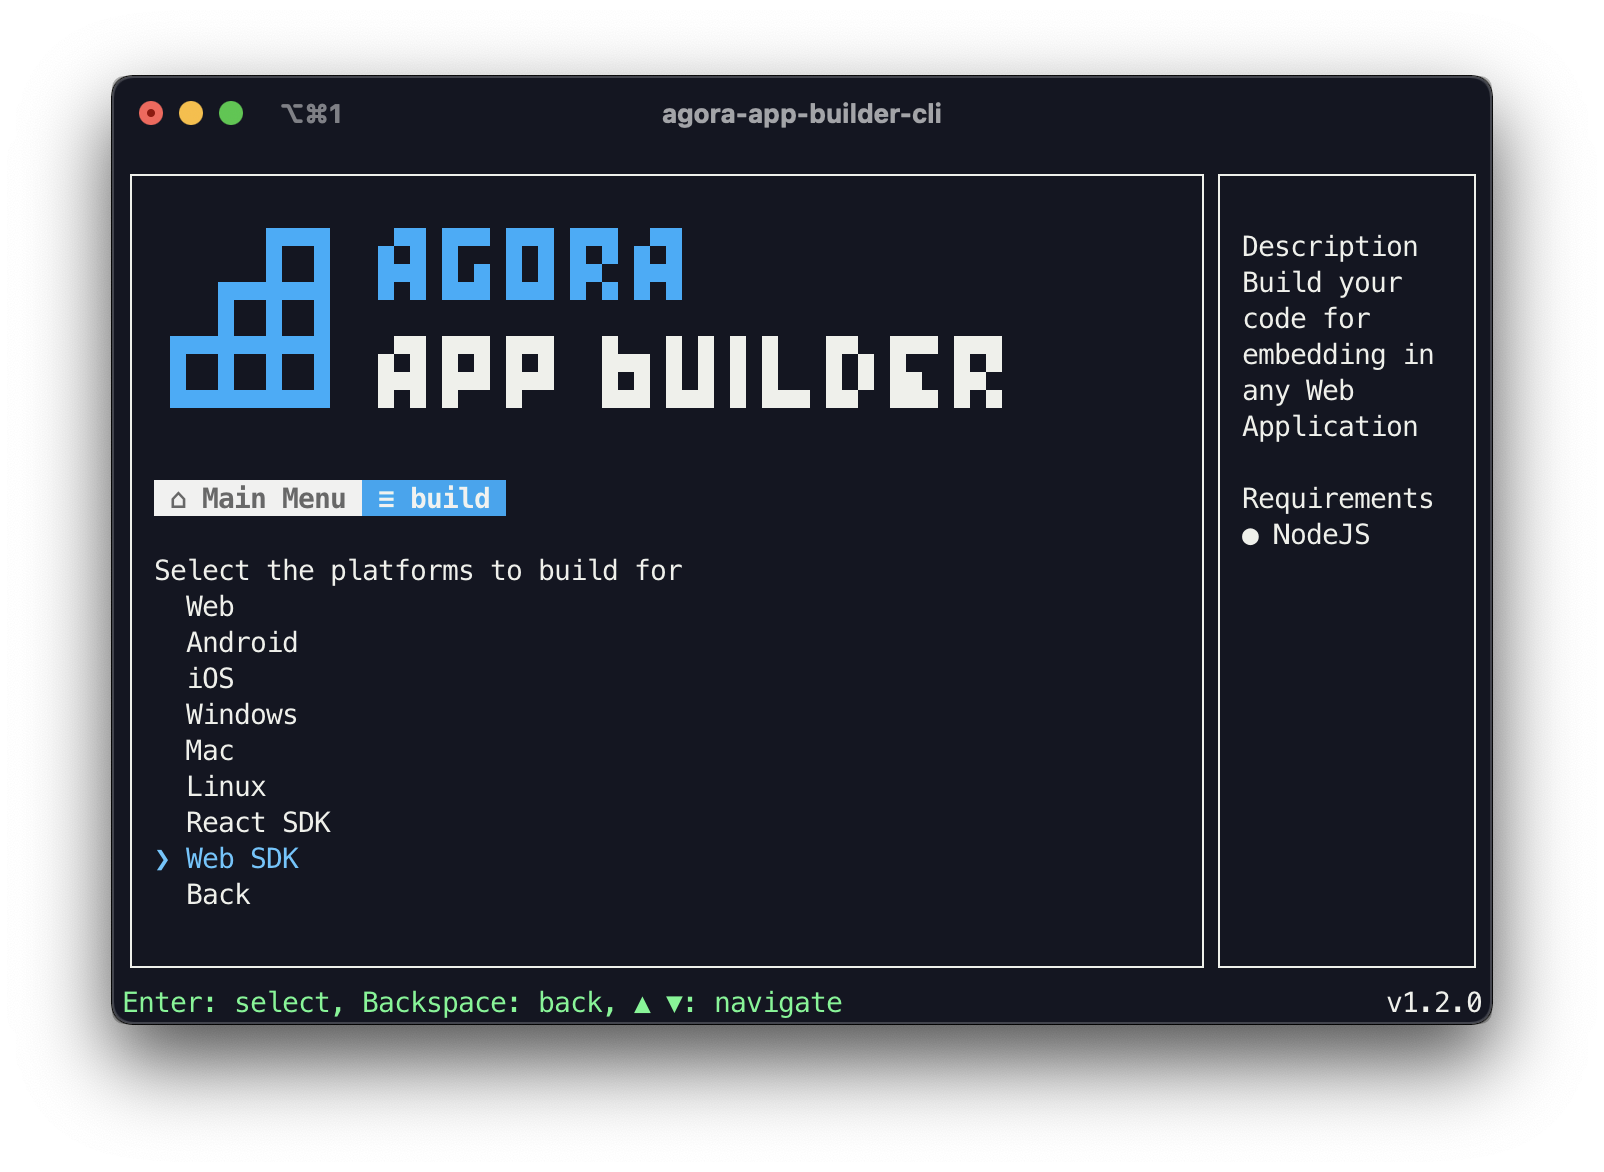 ⌥⌘1
agora-app-builder-cli
AGORA
APP bUILDER
⌂ Main Menu ≡ build
Select the platforms to build for
Web
Android
iOS
Windows
Mac
Linux
React SDK
❯ Web SDK
Back
Description
Build your
code for
embedding in
any Web
Application
Requirements
● NodeJS
Enter: select, Backspace: back, ▲ ▼: navigate
v1.2.0